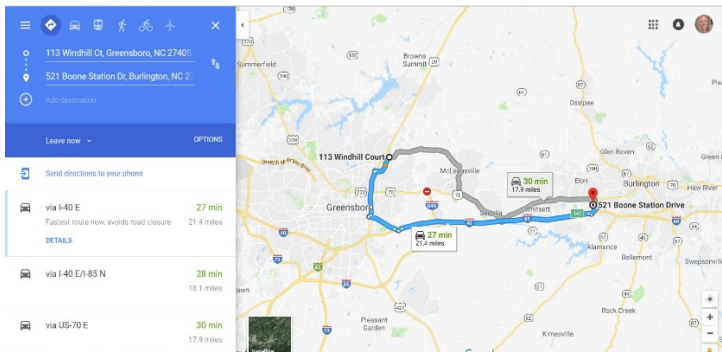 113 Windhill Ct, Greensboro, NC 27405
521 Boone Station Dr, Burlington, NC 27
Add destination
Leave now
OPTIONS
Send directions to your phone
via I-40 E
27 min
Fastest route now, avoids road closure
21.4 miles
DETAILS
via I-40 E/I-85 N
28 min
18.1 miles
via US-70 E
30 min
17.9 miles
Summerfield
Browns
Summit
Ossipee
113 Windhill Court
McLeansville
Glen Raven
Green
Elon
Burlington
Haw River
30 min
17.9 miles
Greensboro
Sedalia
Whitsett
521 Boone Station Drive
27 min
21.4 miles
Alamance
Bellemont
Swepsonvil
Rock Creek
Pleasant
Garden
Kimesville
Satellite